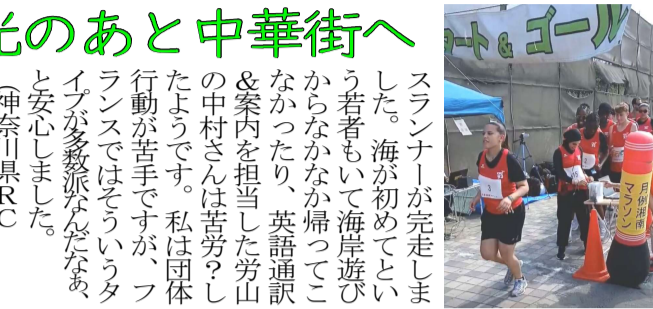 光のあと中華街へ
スランナーが完走しま
した。海が初めてとい
う若者もいて海岸遊び
からなかなか帰ってこ
なかったり、英語通訳
&案内を担当した労山
の中村さんは苦労?し
たようです。私は団体
行動が苦手ですが、フ
ランスではそういうタ
イプが多数派なんだなぁ、
と安心しました。
(神奈川県RC
タート & ゴール
月例湘南
マラソン